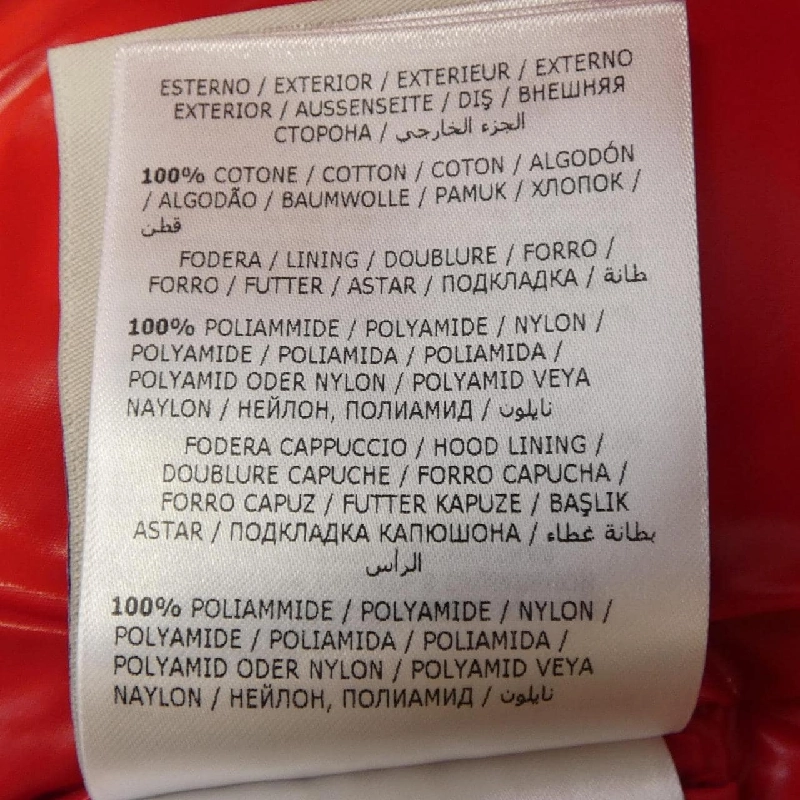 ESTERNO / EXTERIOR / EXTERIEUR / EXTERNO
EXTERIOR / AUSSENSEITE / DIŞ / ВНЕШНЯЯ
СТОРОНА / الجزء الخارجي
100% COTONE / COTTON / COTON / ALGODÓN
/ ALGODÃO / BAUMWOLLE / PAMUK / ХЛОПОК /
قطن
FODERA / LINING / DOUBLURE / FORRO /
FORRO / FUTTER / ASTAR / ПОДКЛАДКА / طانة
100% POLIAMMIDE / POLYAMIDE / NYLON /
POLYAMIDE / POLIAMIDA / POLIAMIDA /
POLYAMID ODER NYLON / POLYAMID VEYA
NAYLON / НЕЙЛОН, ПОЛИАМИД / نايلون
FODERA CAPPUCCIO / HOOD LINING /
DOUBLURE CAPUCHE / FORRO CAPUCHA /
FORRO CAPUZ / FUTTER KAPUZE / BAŞLIK
ASTAR / ПОДКЛАДКА КАПЮШОНА / بطانة غطاء
الرأس
100% POLIAMMIDE / POLYAMIDE / NYLON /
POLYAMIDE / POLIAMIDA / POLIAMIDA /
POLYAMID ODER NYLON / POLYAMID VEYA
NAYLON / НЕЙЛОН, ПОЛИАМИД / نايلون